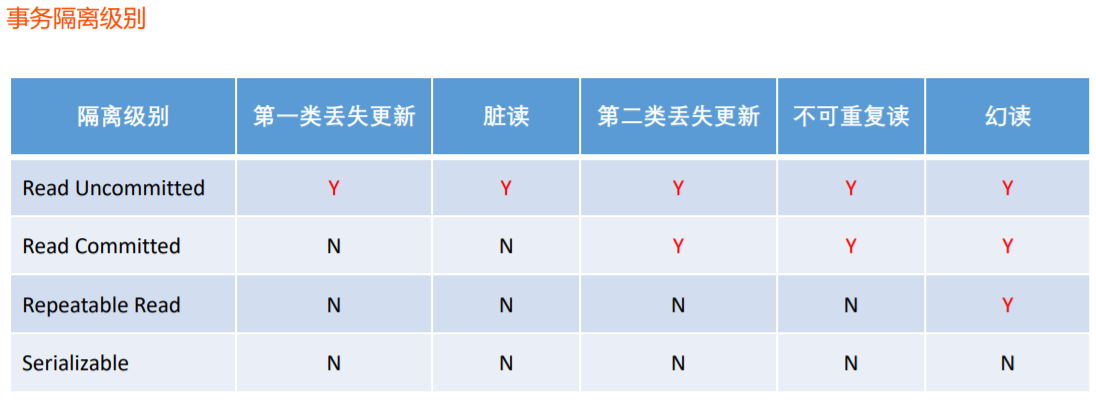 事务隔离级别
隔离级别 第一类丢失更新 脏读 第二类丢失更新 不可重复读 幻读
Read Uncommitted Y Y Y Y Y
Read Committed N N Y Y Y
Repeatable Read N N N N Y
Serializable N N N N N